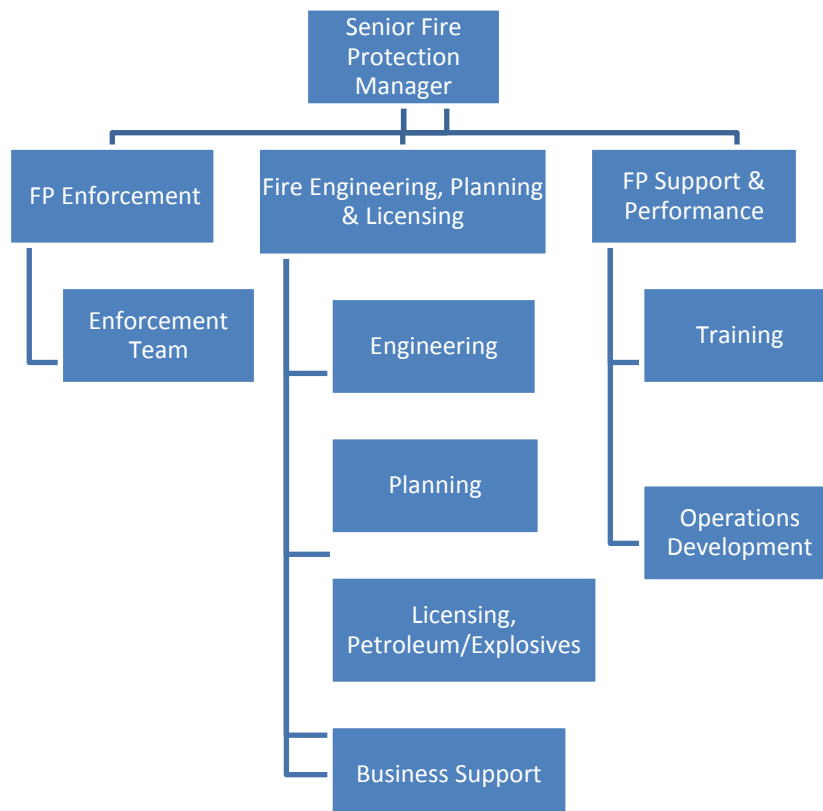 Senior Fire
Protection
Manager
FP Enforcement
Fire Engineering, Planning
& Licensing
FP Support &
Performance
Enforcement
Team
Engineering
Training
Planning
Operations
Development
Licensing,
Petroleum/Explosives
Business Support